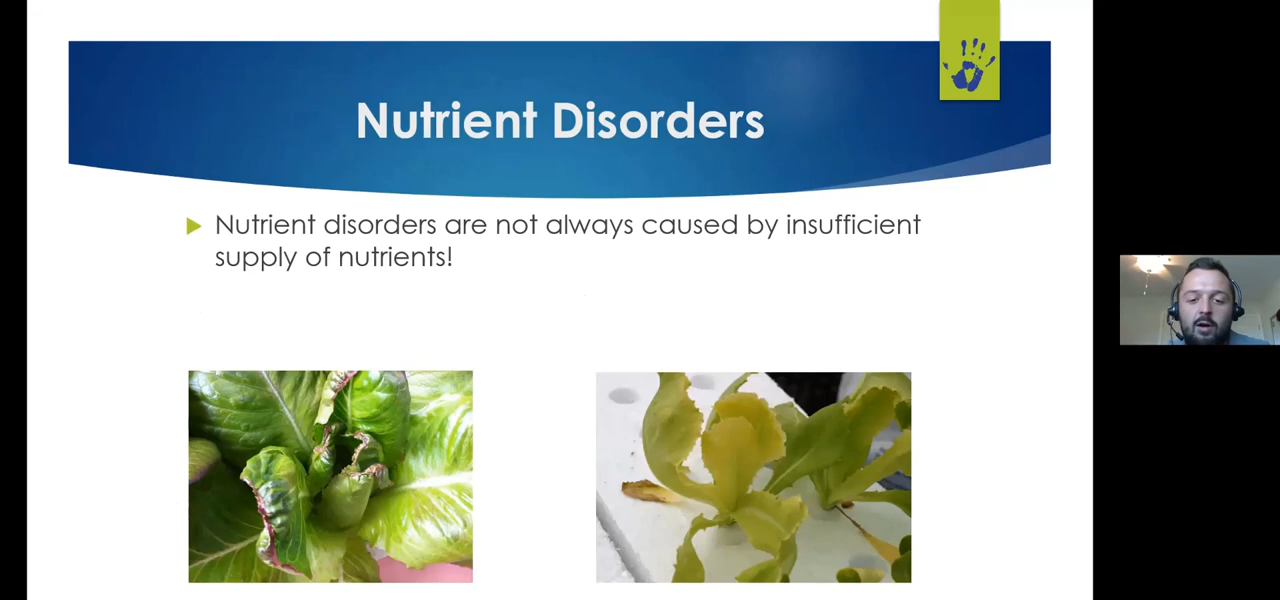 Nutrient Disorders
Nutrient disorders are not always caused by insufficient
supply of nutrients!